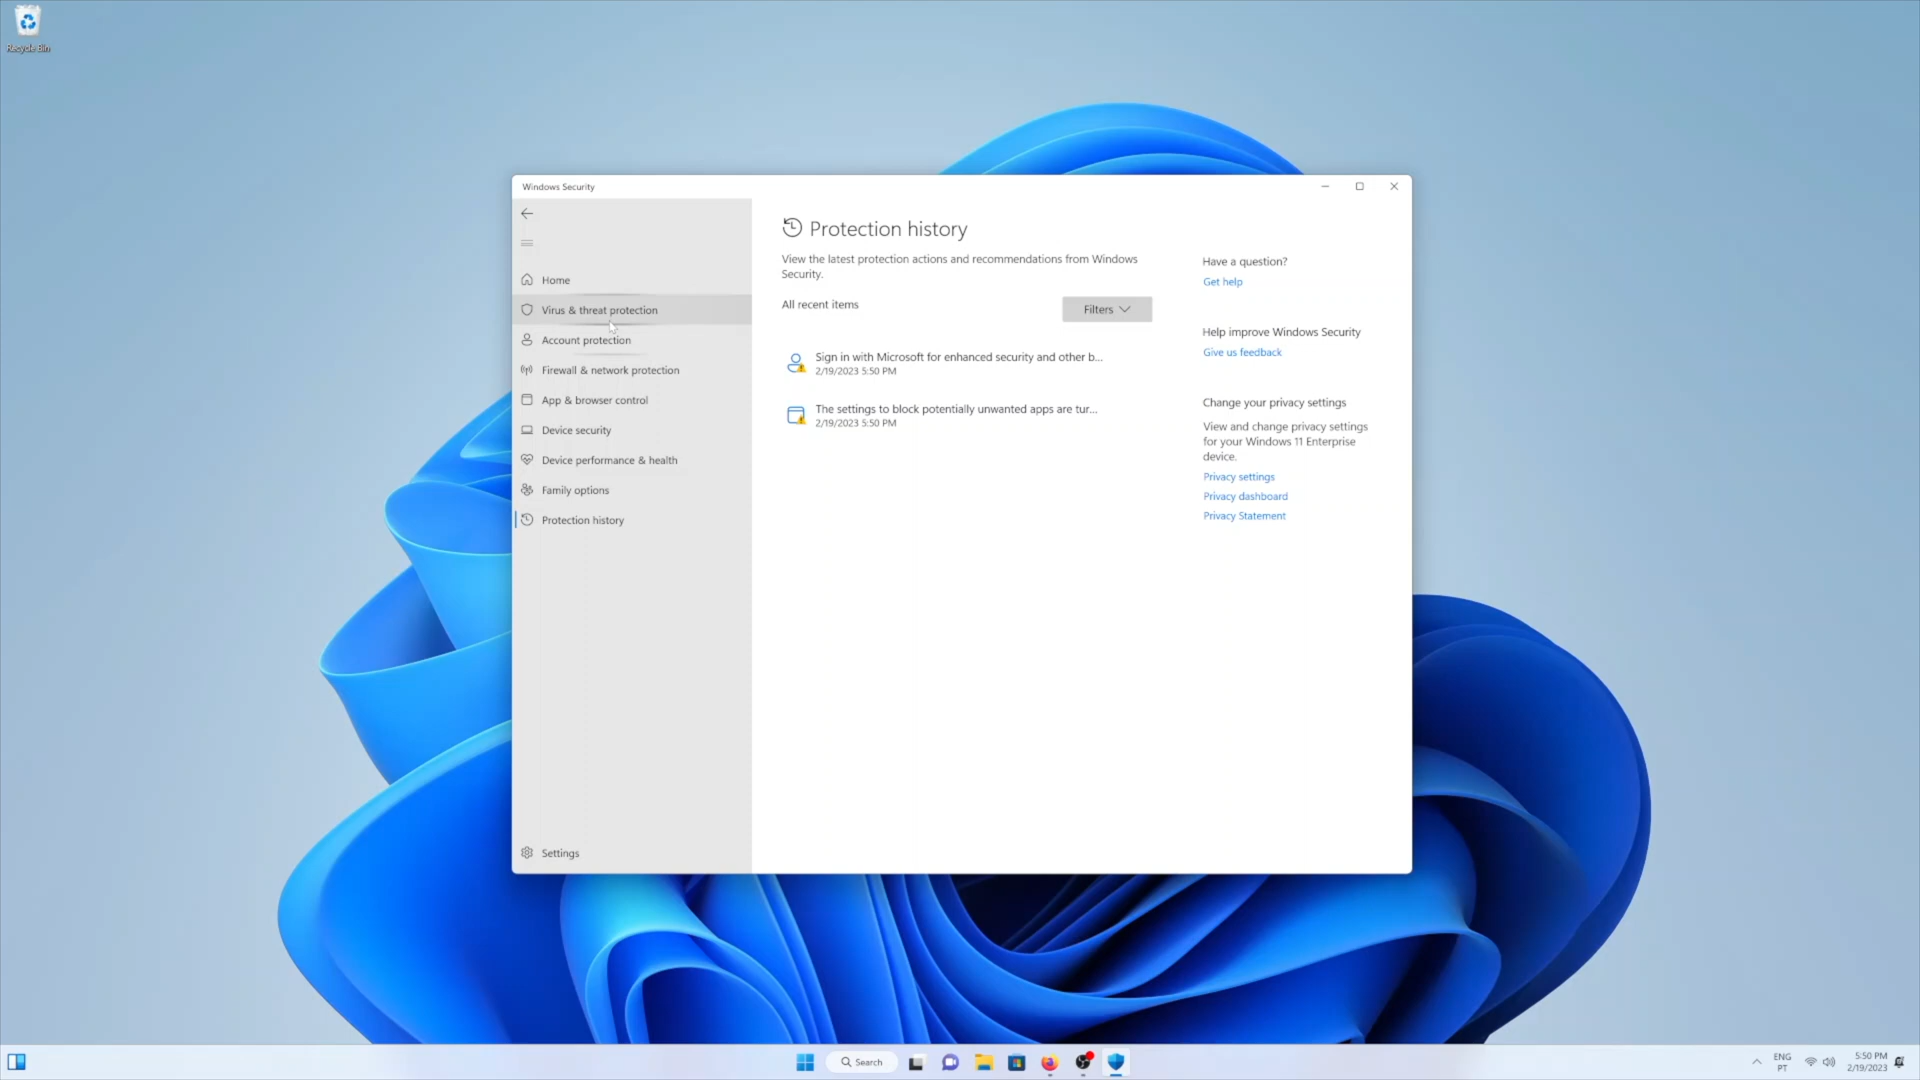 Recycle Bin
Windows Security
Home
Virus & threat protection
Account protection
Firewall & network protection
App & browser control
Device security
Device performance & health
Family options
Protection history
Settings
Protection history
View the latest protection actions and recommendations from Windows
Security.
All recent items
Filters
Sign in with Microsoft for enhanced security and other b...
2/19/2023 5:50 PM
The settings to block potentially unwanted apps are tur...
2/19/2023 5:50 PM
Have a question?
Get help
Help improve Windows Security
Give us feedback
Change your privacy settings
View and change privacy settings
for your Windows 11 Enterprise
device.
Privacy settings
Privacy dashboard
Privacy Statement
Search
ENG
PT
5:50 PM
2/19/2023